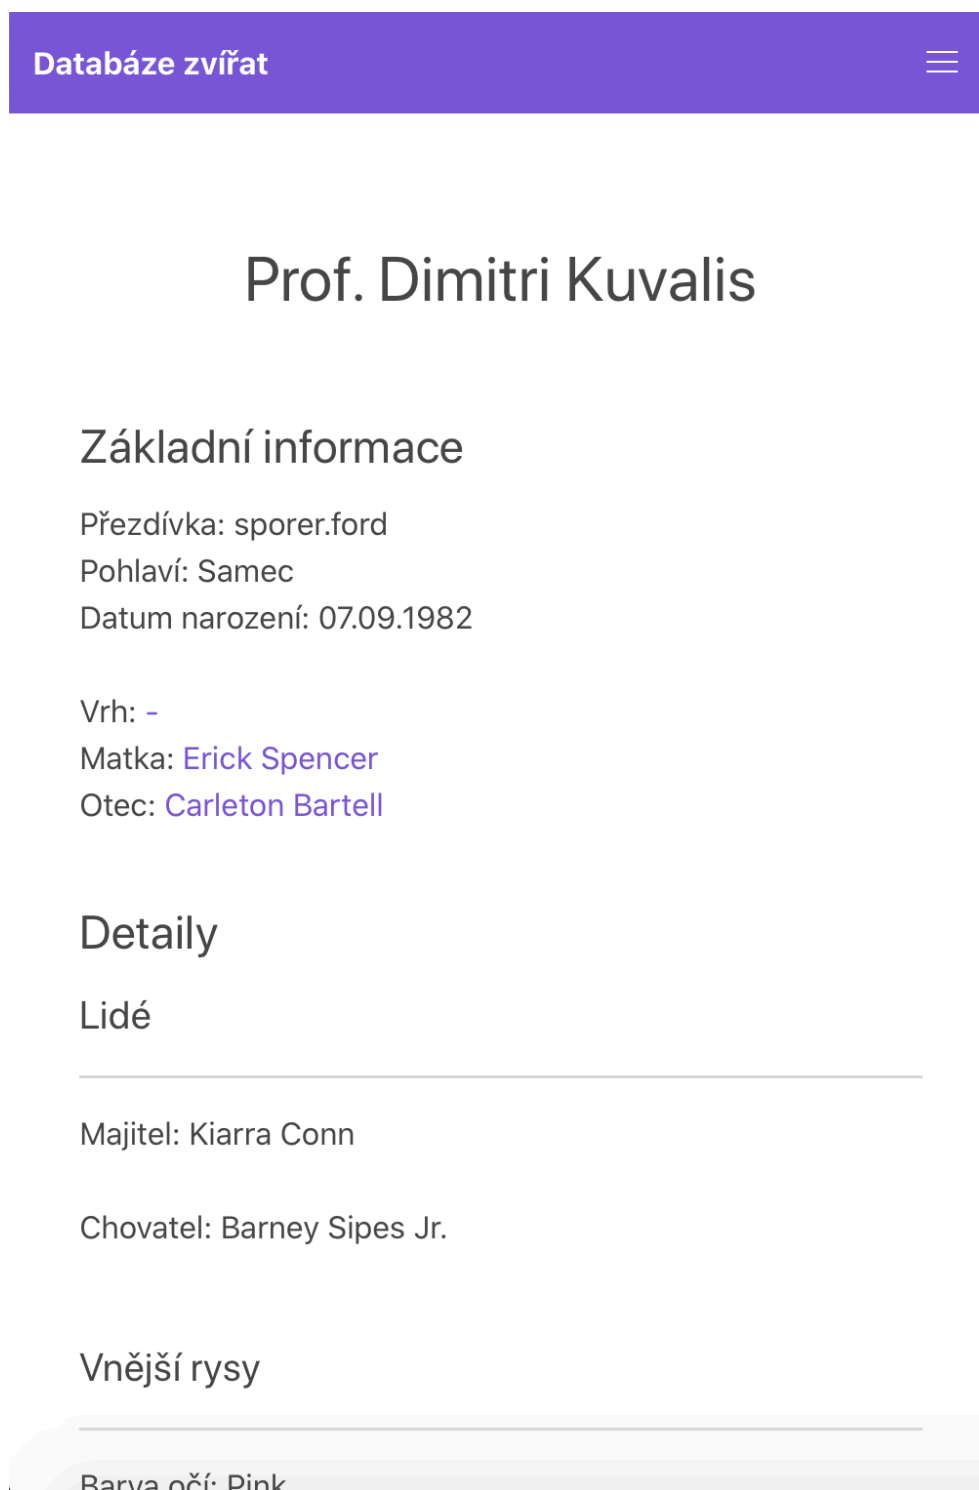 Databáze zvířat
Prof. Dimitri Kuvalis
Základní informace
Přezdívka: sporer.ford
Pohlaví: Samec
Datum narození: 07.09.1982
Vrh: -
Matka: Erick Spencer
Otec: Carleton Bartell
Detaily
Lidé
Majitel: Kiarra Conn
Chovatel: Barney Sipes Jr.
Vnější rysy
Barva očí: Pink